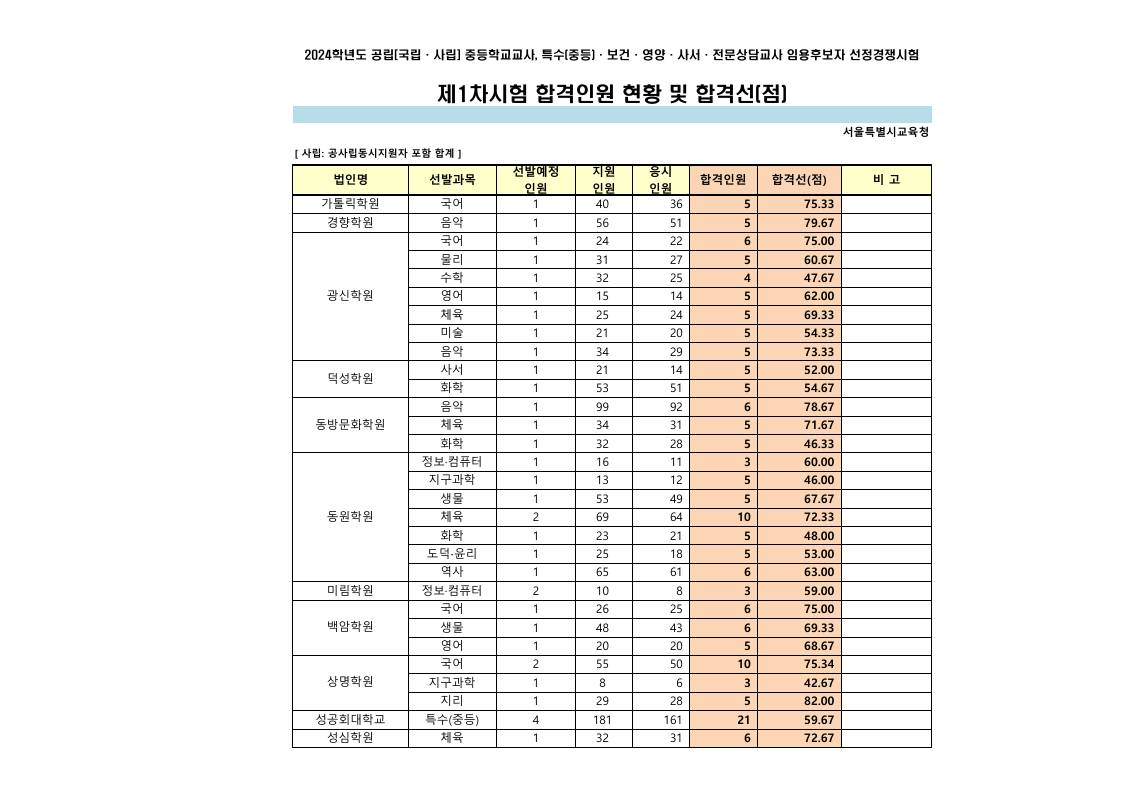 2024학년도 공립[국립 · 사립] 중등학교교사, 특수(중등) · 보건 · 영양 · 사서 · 전문상담교사 임용후보자 선정경쟁시험
제1차시험 합격인원 현황 및 합격선(점)
서울특별시교육청
[ 사립: 공사립동시지원자 포함 합계 ]
법인명 선발과목 선발예정 인원 지원 인원 응시 인원 합격인원 합격선(점) 비 고
가톨릭학원 국어 1 40 36 5 75.33
경향학원 음악 1 56 51 5 79.67
광신학원 국어 1 24 22 6 75.00
물리 1 31 27 5 60.67
수학 1 32 25 4 47.67
영어 1 15 14 5 62.00
체육 1 25 24 5 69.33
미술 1 21 20 5 54.33
음악 1 34 29 5 73.33
덕성학원 사서 1 21 14 5 52.00
화학 1 53 51 5 54.67
동방문화학원 음악 1 99 92 6 78.67
체육 1 34 31 5 71.67
화학 1 32 28 5 46.33
동원학원 정보·컴퓨터 1 16 11 3 60.00
지구과학 1 13 12 5 46.00
생물 1 53 49 5 67.67
체육 2 69 64 10 72.33
화학 1 23 21 5 48.00
도덕·윤리 1 25 18 5 53.00
역사 1 65 61 6 63.00
미림학원 정보·컴퓨터 2 10 8 3 59.00
백암학원 국어 1 26 25 6 75.00
생물 1 48 43 6 69.33
영어 1 20 20 5 68.67
상명학원 국어 2 55 50 10 75.34
지구과학 1 8 6 3 42.67
지리 1 29 28 5 82.00
성공회대학교 특수(중등) 4 181 161 21 59.67
성심학원 체육 1 32 31 6 72.67